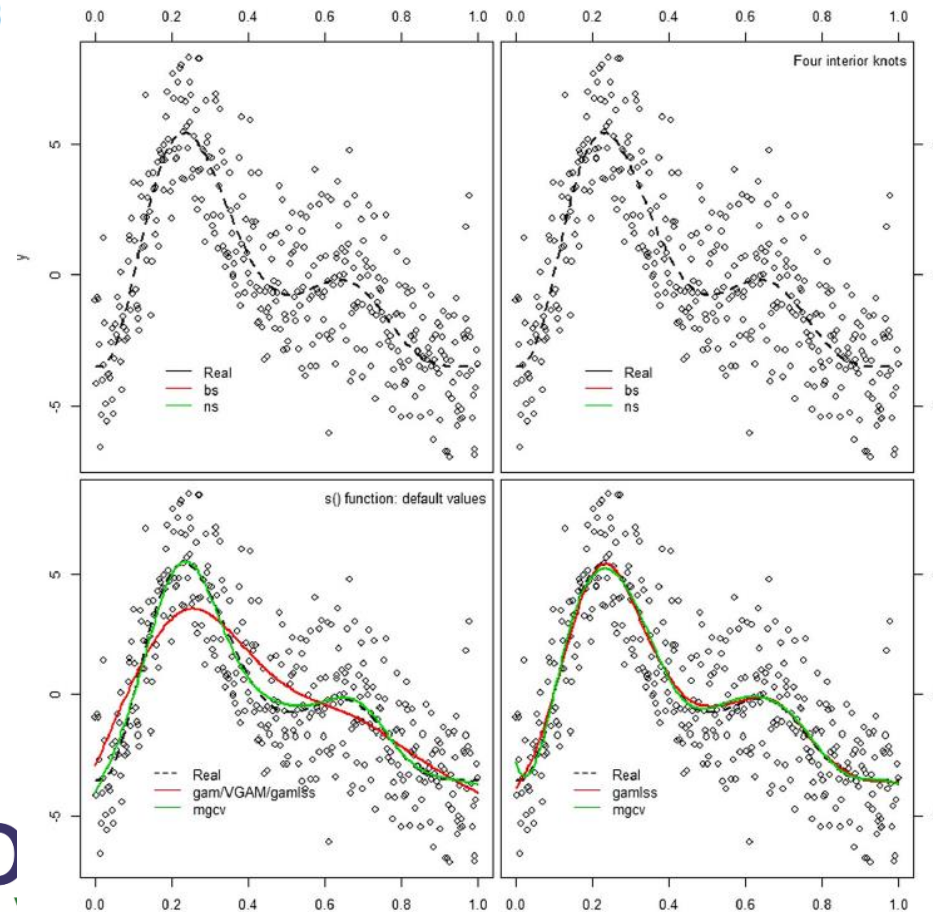 0.0 0.2 0.4 0.6 0.8 1.0 0.0 0.2 0.4 0.6 0.8 1.0
Four interior knots
5
0
-5
y
Real
bs
ns
Real
bs
ns
s() function: default values
5
0
-5
Real
gam/VGAM/gamlss
mgcv
Real
gamlss
mgcv
0.0 0.2 0.4 0.6 0.8 1.0 0.0 0.2 0.4 0.6 0.8 1.0